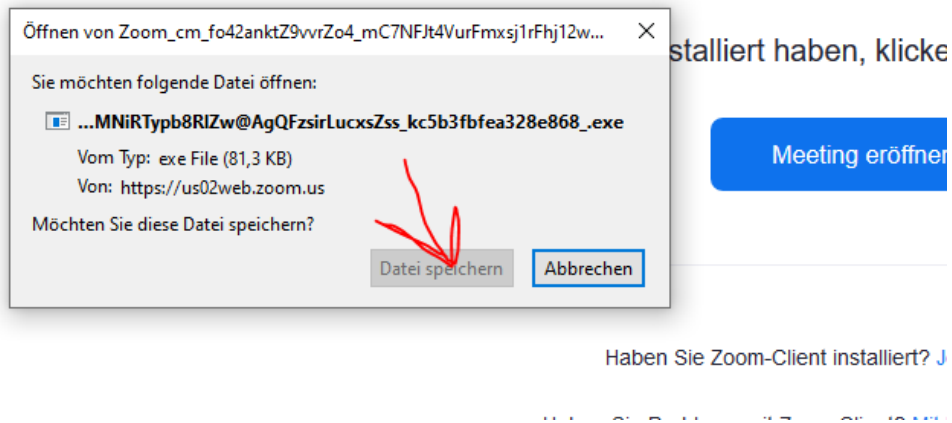 Öffnen von Zoom_cm_fo42anktZ9vvrZo4_mC7NFJt4VurFmxsj1rFhj12w...
Sie möchten folgende Datei öffnen:
...MNiRTypb8RlZw@AgQFzsirLucxsZss_kc5b3fbfea328e868_.exe
Vom Typ: exe File (81,3 KB)
Von: https://us02web.zoom.us
Möchten Sie diese Datei speichern?
Datei speichern Abbrechen
stalliert haben, klicke
Meeting eröffnen
Haben Sie Zoom-Client installiert?